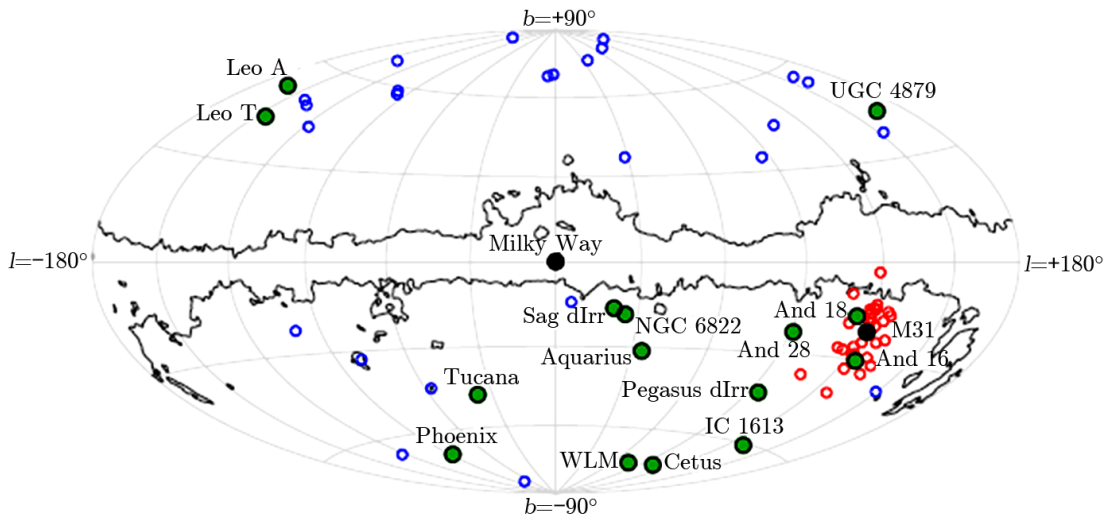 b=+90°
Leo A
UGC 4879
Leo T
Milky Way
l=−180°
l=+180°
And 18
Sag dIrr
NGC 6822
M31
And 28
Aquarius
And 16
Tucana
Pegasus dIrr
IC 1613
Phoenix
WLM
Cetus
b=−90°